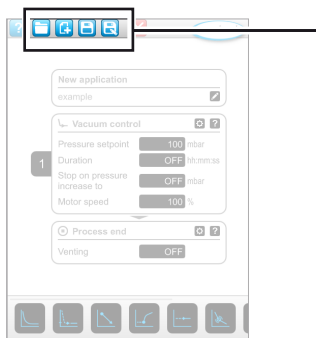 ?
New application
example
Vacuum control ?
Pressure setpoint 100 mbar
Duration OFF hh:mm:ss
Stop on pressure
increase to OFF mbar
Motor speed 100 %
1
Process end ?
Venting OFF